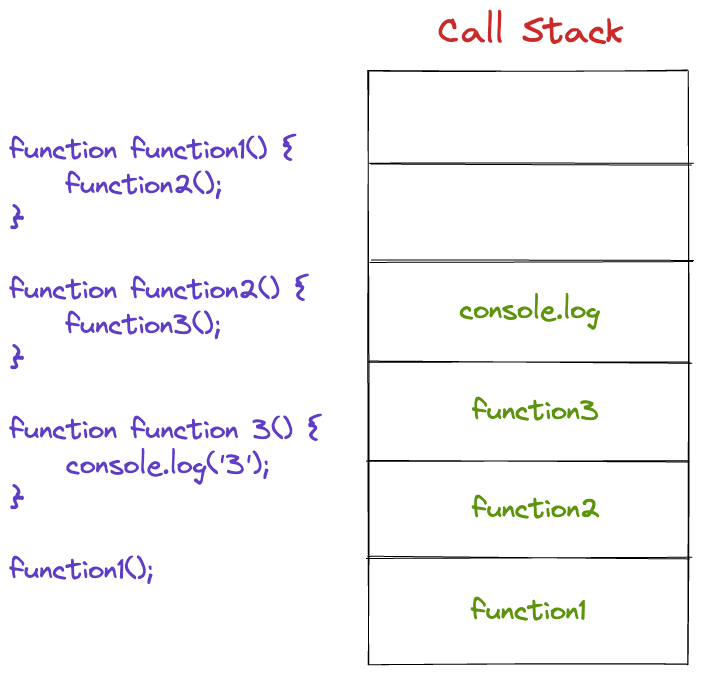 Call Stack
function function1() {
function2();
}
function function2() {
function3();
}
function function 3() {
console.log('3');
}
function1();
console.log
function3
function2
function1